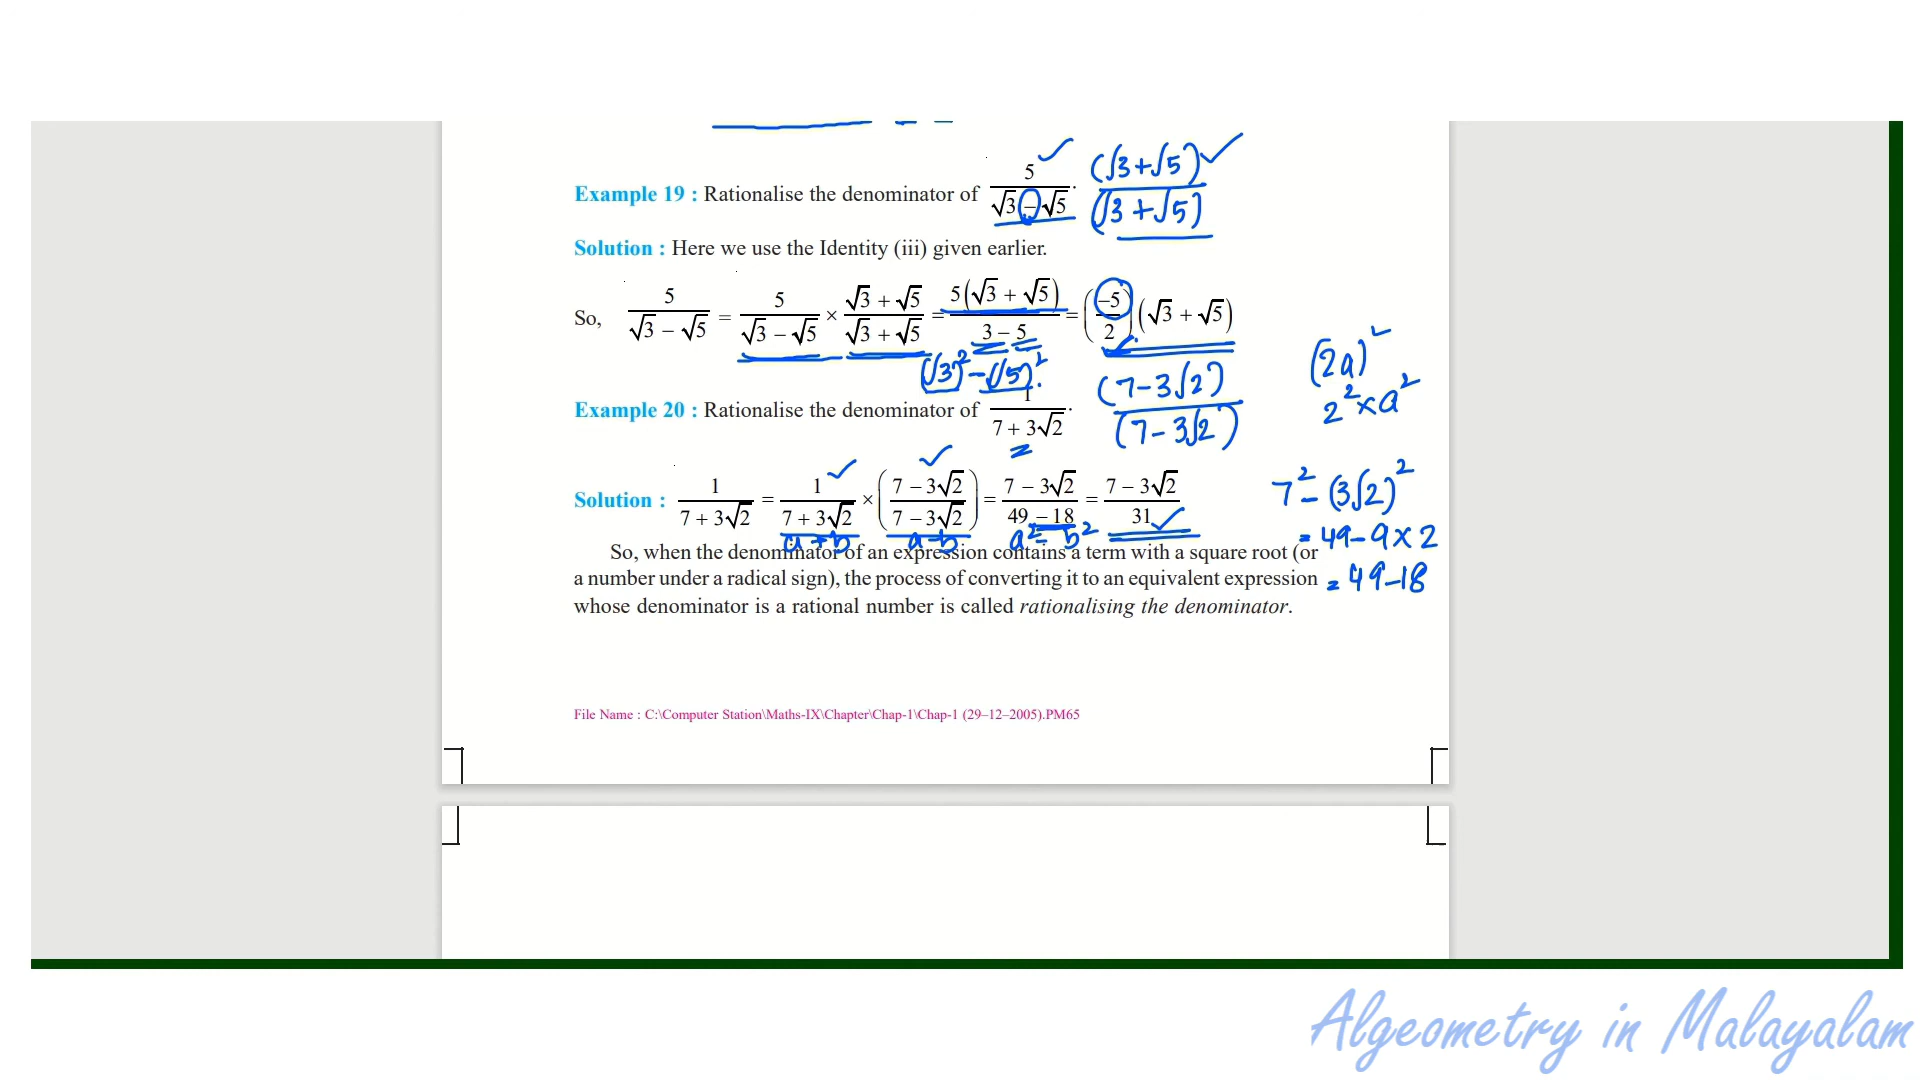 Example 19 : Rationalise the denominator of 5/(√3 − √5). (√3+√5)/(√3+√5)
Solution : Here we use the Identity (iii) given earlier.
So, 5/(√3 − √5) = 5/(√3 − √5) × (√3 + √5)/(√3 + √5) = 5(√3 + √5)/(3 − 5) = (−5/2)(√3 + √5)
(√3)² − (√5)²
(2a)²
2² × a²
Example 20 : Rationalise the denominator of 1/(7 + 3√2). (7−3√2)/(7−3√2)
Solution : 1/(7 + 3√2) = 1/(7 + 3√2) × ((7 − 3√2)/(7 − 3√2)) = (7 − 3√2)/(49 − 18) = (7 − 3√2)/31
a+b a−b a² − b²
7² − (3√2)²
= 49 − 9 × 2
= 49 − 18
So, when the denominator of an expression contains a term with a square root (or
a number under a radical sign), the process of converting it to an equivalent expression
whose denominator is a rational number is called rationalising the denominator.
File Name : C:\Computer Station\Maths-IX\Chapter\Chap-1\Chap-1 (29–12–2005).PM65
Algeometry in Malayalam